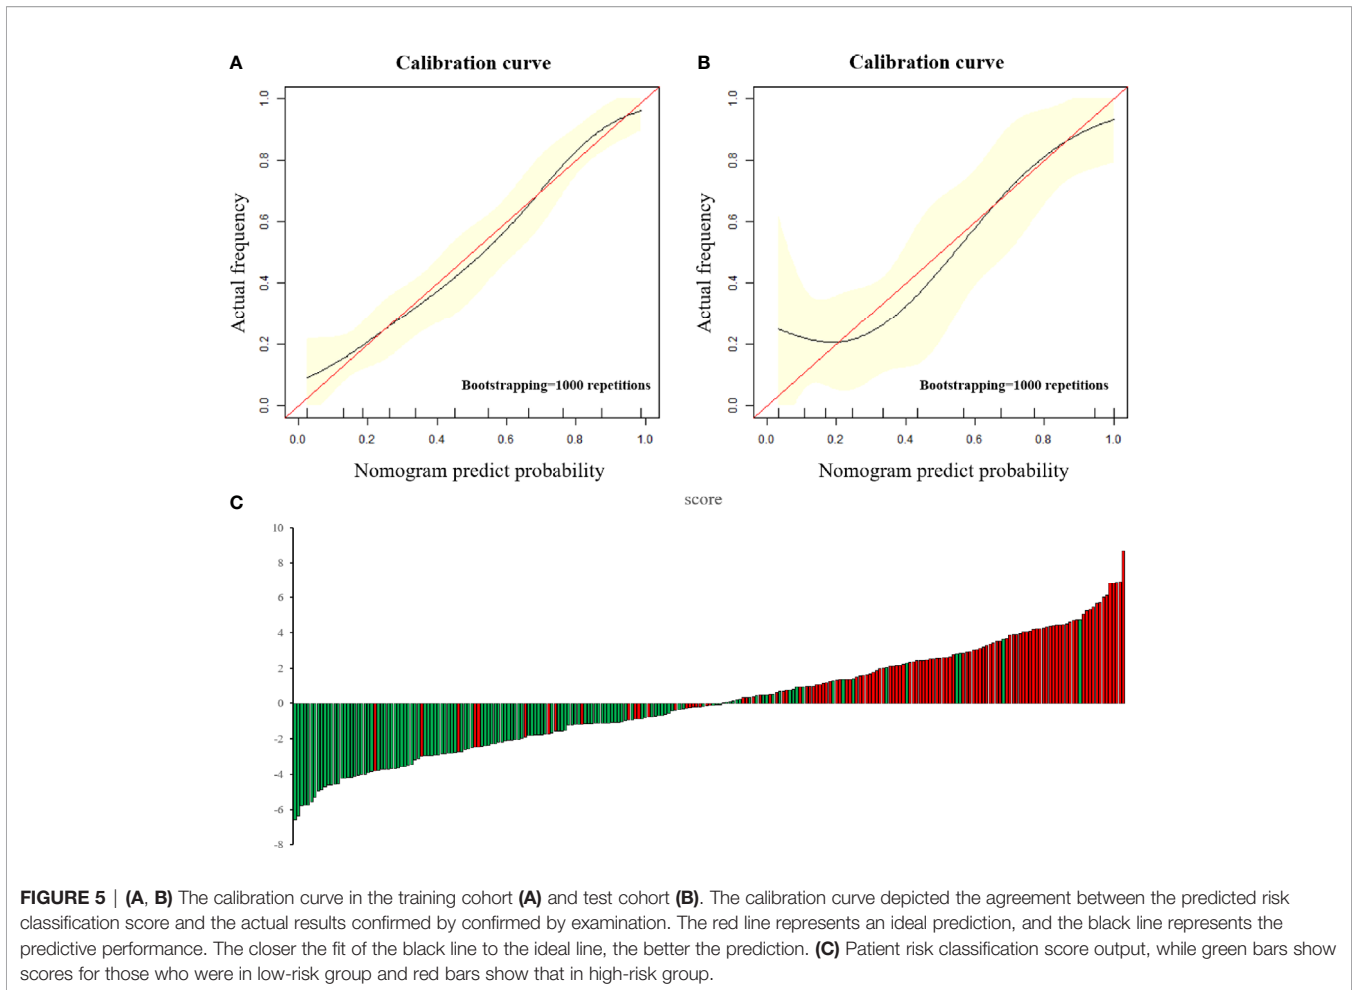 A
Calibration curve
Actual frequency
1.0
0.8
0.6
0.4
0.2
0.0
Bootstrapping=1000 repetitions
0.0 0.2 0.4 0.6 0.8 1.0
Nomogram predict probability
B
Calibration curve
Actual frequency
1.0
0.8
0.6
0.4
0.2
0.0
Bootstrapping=1000 repetitions
0.0 0.2 0.4 0.6 0.8 1.0
Nomogram predict probability
C
score
10
8
6
4
2
0
-2
-4
-6
-8
FIGURE 5 | (A, B) The calibration curve in the training cohort (A) and test cohort (B). The calibration curve depicted the agreement between the predicted risk
classification score and the actual results confirmed by confirmed by examination. The red line represents an ideal prediction, and the black line represents the
predictive performance. The closer the fit of the black line to the ideal line, the better the prediction. (C) Patient risk classification score output, while green bars show
scores for those who were in low-risk group and red bars show that in high-risk group.